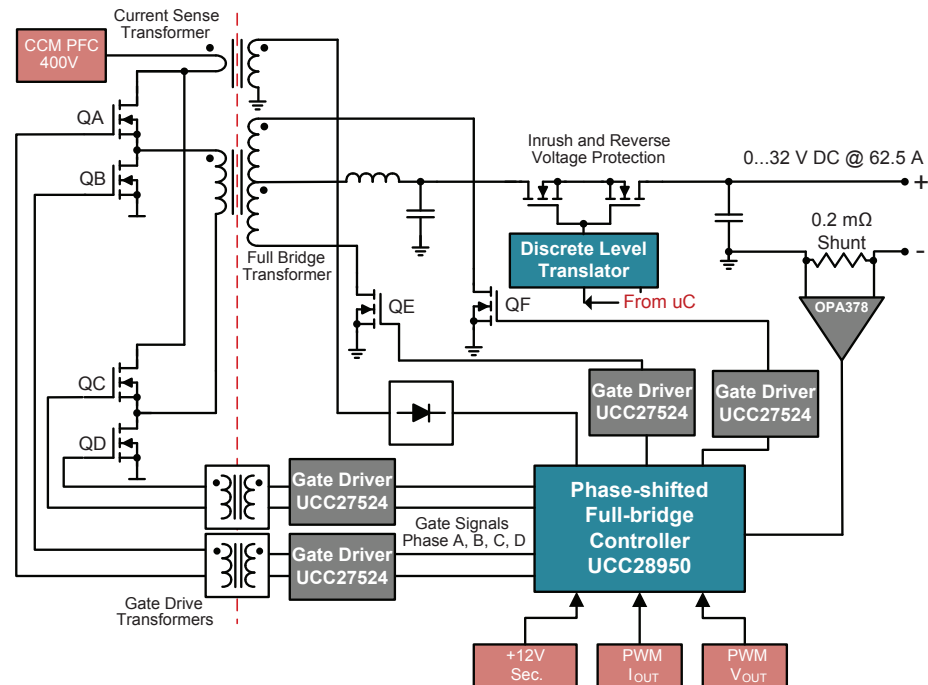 Current Sense
Transformer
CCM PFC
400V
QA
QB
Inrush and Reverse
Voltage Protection
0...32 V DC @ 62.5 A
+
0.2 mΩ
Shunt
-
Full Bridge
Transformer
Discrete Level
Translator
From uC
OPA378
QE
QF
QC
QD
Gate Driver
UCC27524
Gate Driver
UCC27524
Gate Driver
UCC27524
Gate Signals
Phase A, B, C, D
Gate Driver
UCC27524
Phase-shifted
Full-bridge
Controller
UCC28950
Gate Drive
Transformers
+12V
Sec.
PWM
IOUT
PWM
VOUT